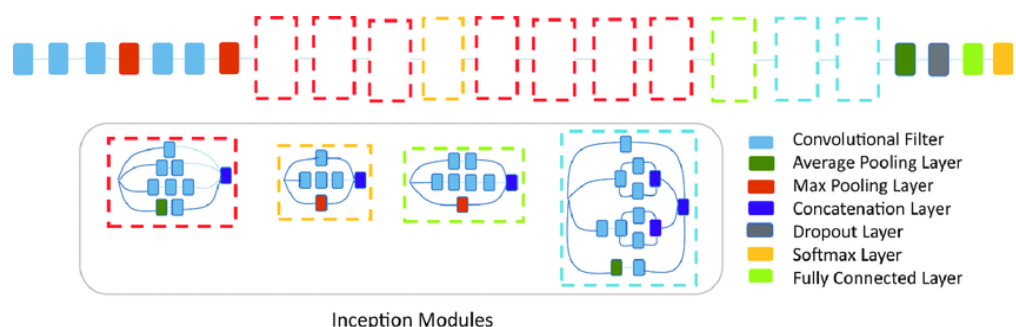 Convolutional Filter
Average Pooling Layer
Max Pooling Layer
Concatenation Layer
Dropout Layer
Softmax Layer
Fully Connected Layer
Inception Modules